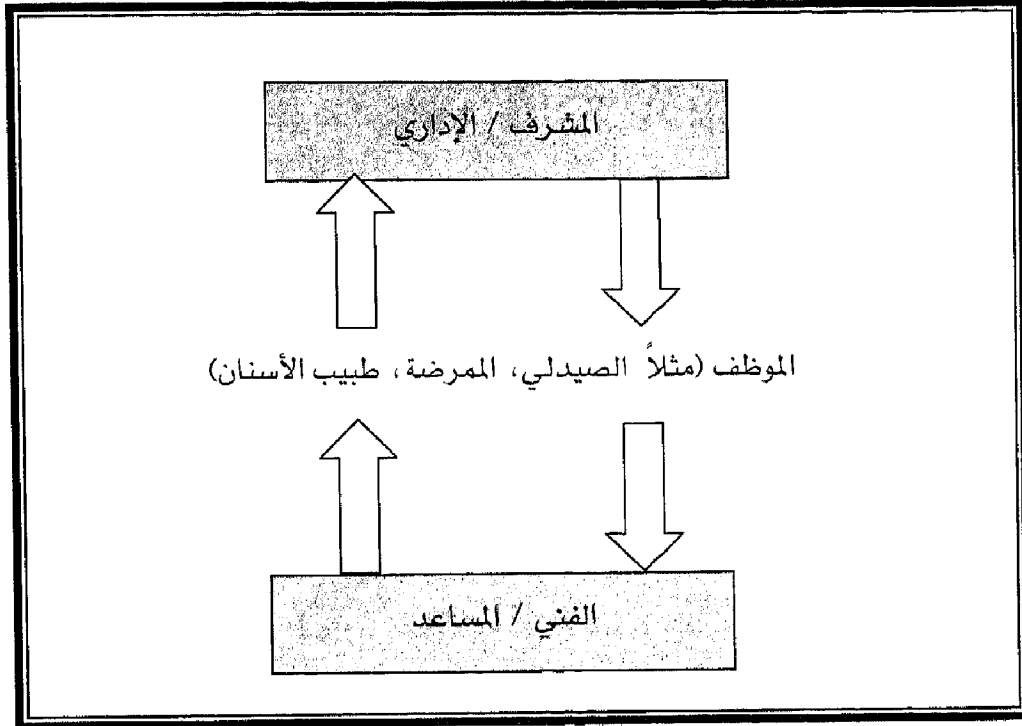 المشرف / الإداري
الموظف (مثلاً الصيدلي، الممرضة، طبيب الأسنان)
الفني / المساعد